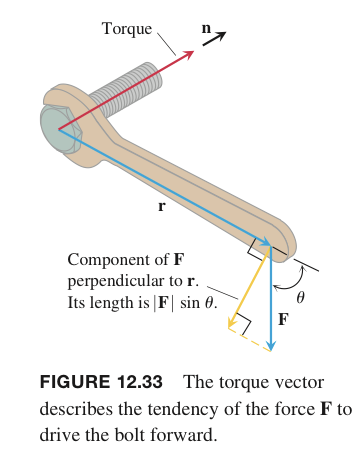 Torque
n
r
Component of F
perpendicular to r.
Its length is |F| sin θ.
θ
F
FIGURE 12.33 The torque vector
describes the tendency of the force F to
drive the bolt forward.